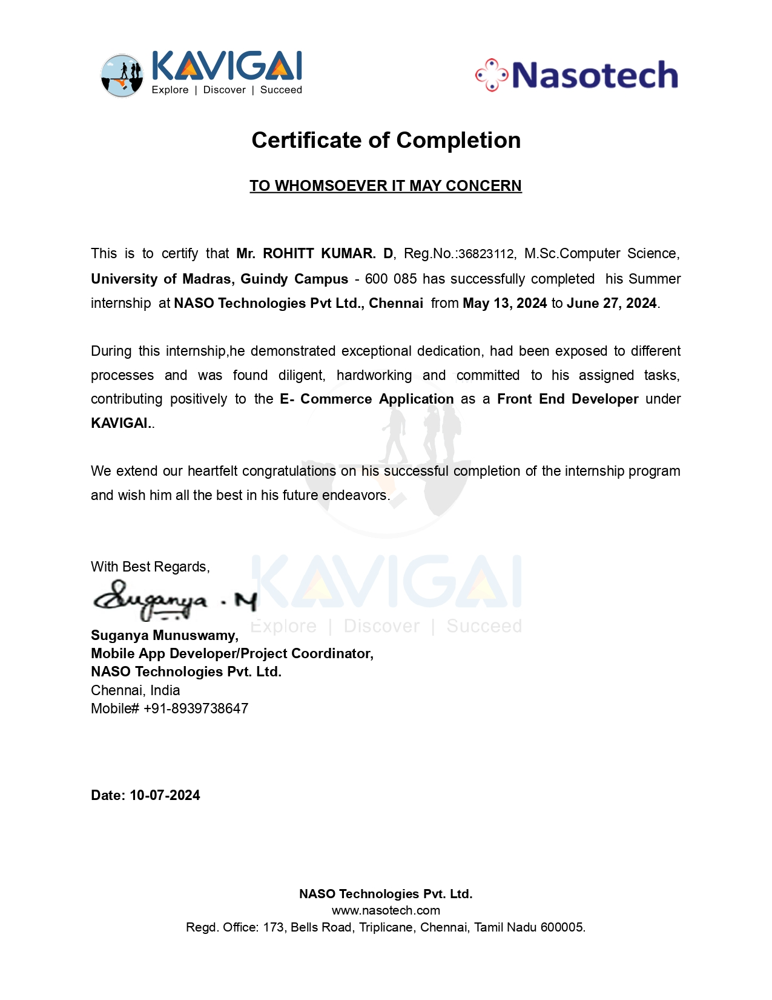 KAVIGAI
Explore | Discover | Succeed
Nasotech
Certificate of Completion
TO WHOMSOEVER IT MAY CONCERN
This is to certify that Mr. ROHITT KUMAR. D, Reg.No.:36823112, M.Sc.Computer Science,
University of Madras, Guindy Campus - 600 085 has successfully completed his Summer
internship at NASO Technologies Pvt Ltd., Chennai from May 13, 2024 to June 27, 2024.
During this internship,he demonstrated exceptional dedication, had been exposed to different
processes and was found diligent, hardworking and committed to his assigned tasks,
contributing positively to the E- Commerce Application as a Front End Developer under
KAVIGAI..
TM
We extend our heartfelt congratulations on his successful completion of the internship program
and wish him all the best in his future endeavors.
With Best Regards,
Suganya . M
KAVIGAI
Explore | Discover | Succeed
Suganya Munuswamy,
Mobile App Developer/Project Coordinator,
NASO Technologies Pvt. Ltd.
Chennai, India
Mobile# +91-8939738647
Date: 10-07-2024
NASO Technologies Pvt. Ltd.
www.nasotech.com
Regd. Office: 173, Bells Road, Triplicane, Chennai, Tamil Nadu 600005.